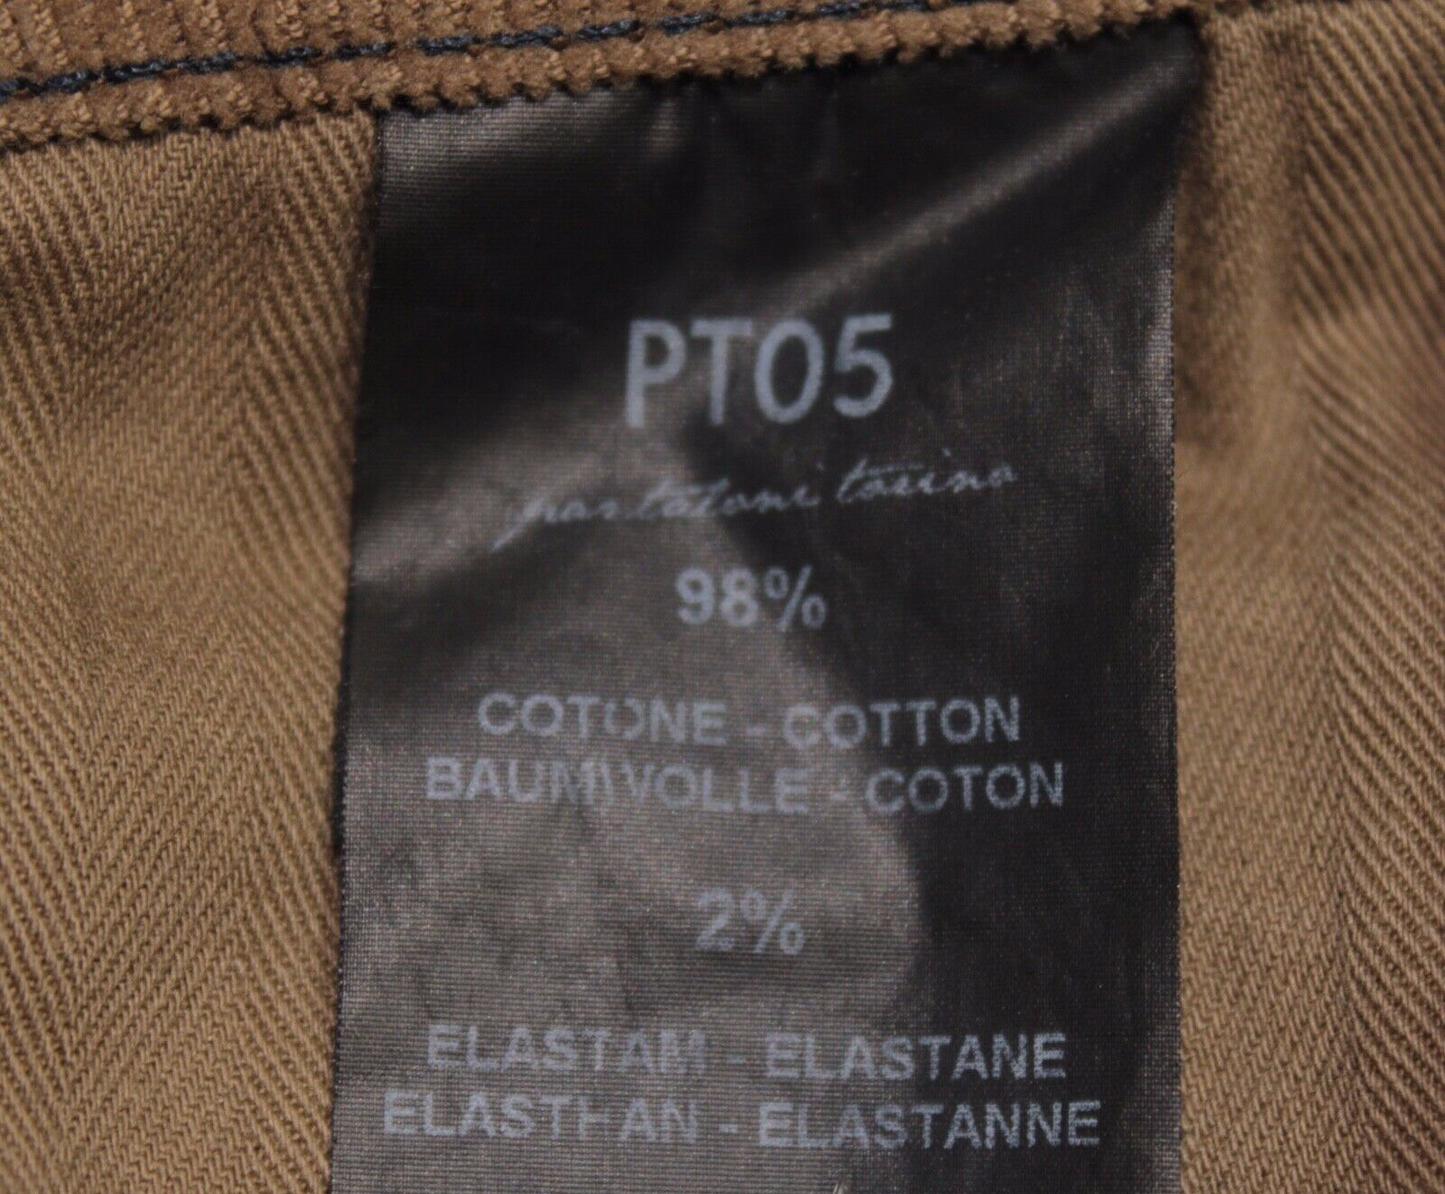 PT05
pantaloni torino
98%
COTONE - COTTON
BAUMWOLLE - COTON
2%
ELASTAM - ELASTANE
ELASTHAN - ELASTANNE